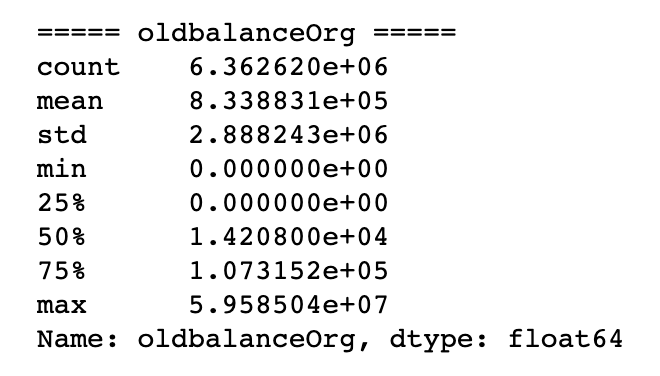 ===== oldbalanceOrg =====
count    6.362620e+06
mean     8.338831e+05
std      2.888243e+06
min      0.000000e+00
25%      0.000000e+00
50%      1.420800e+04
75%      1.073152e+05
max      5.958504e+07
Name: oldbalanceOrg, dtype: float64